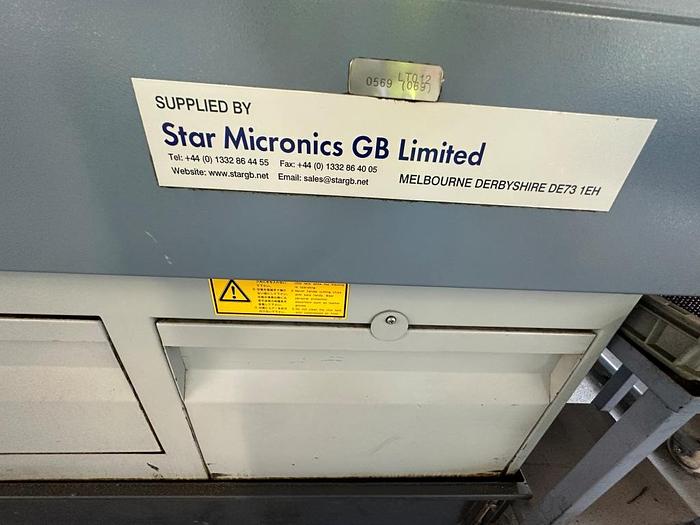 LT012
0569 (069)
SUPPLIED BY
Star Micronics GB Limited
Tel: +44 (0) 1332 86 44 55 Fax: +44 (0) 1332 86 40 05
Website: www.stargb.net Email: sales@stargb.net
MELBOURNE DERBYSHIRE DE73 1EH